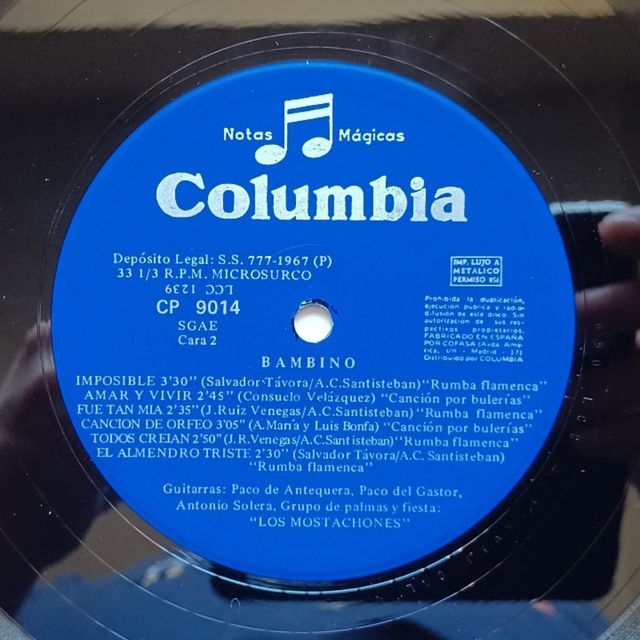 Notas Mágicas
Columbia
Depósito Legal: S.S. 777-1967 (P)
33 1/3 R.P.M. MICROSURCO
LCC 1239
CP 9014
SGAE
Cara 2
IMP. LUJO A
METALICO
PERMISO 856
Prohibida la duplicación,
ejecución pública y radio-
difusión de este disco. Sin
autorización de sus res-
pectivos propietarios.
FABRICADO EN ESPAÑA
POR COFASA (Avda. Amé-
rica, s/n - Madrid - 17)
Distribuido por COLUMBIA
BAMBINO
IMPOSIBLE 3'30" (Salvador Távora/A.C.Santisteban) "Rumba flamenca"
AMAR Y VIVIR 2'45" (Consuelo Velázquez) "Canción por bulerías"
FUE TAN MIA 2'35" (J.Ruiz Venegas/A.C.Santisteban) "Rumba flamenca"
CANCION DE ORFEO 3'05" (A.María y Luis Bonfa) "Canción por bulerías"
TODOS CREIAN 2'50" (J.R.Venegas/A.C.Santisteban) "Rumba flamenca"
EL ALMENDRO TRISTE 2'30" (Salvador Távora/A.C. Santisteban)
"Rumba flamenca"
Guitarras: Paco de Antequera, Paco del Gastor,
Antonio Solera, Grupo de palmas y fiesta:
"LOS MOSTACHONES"